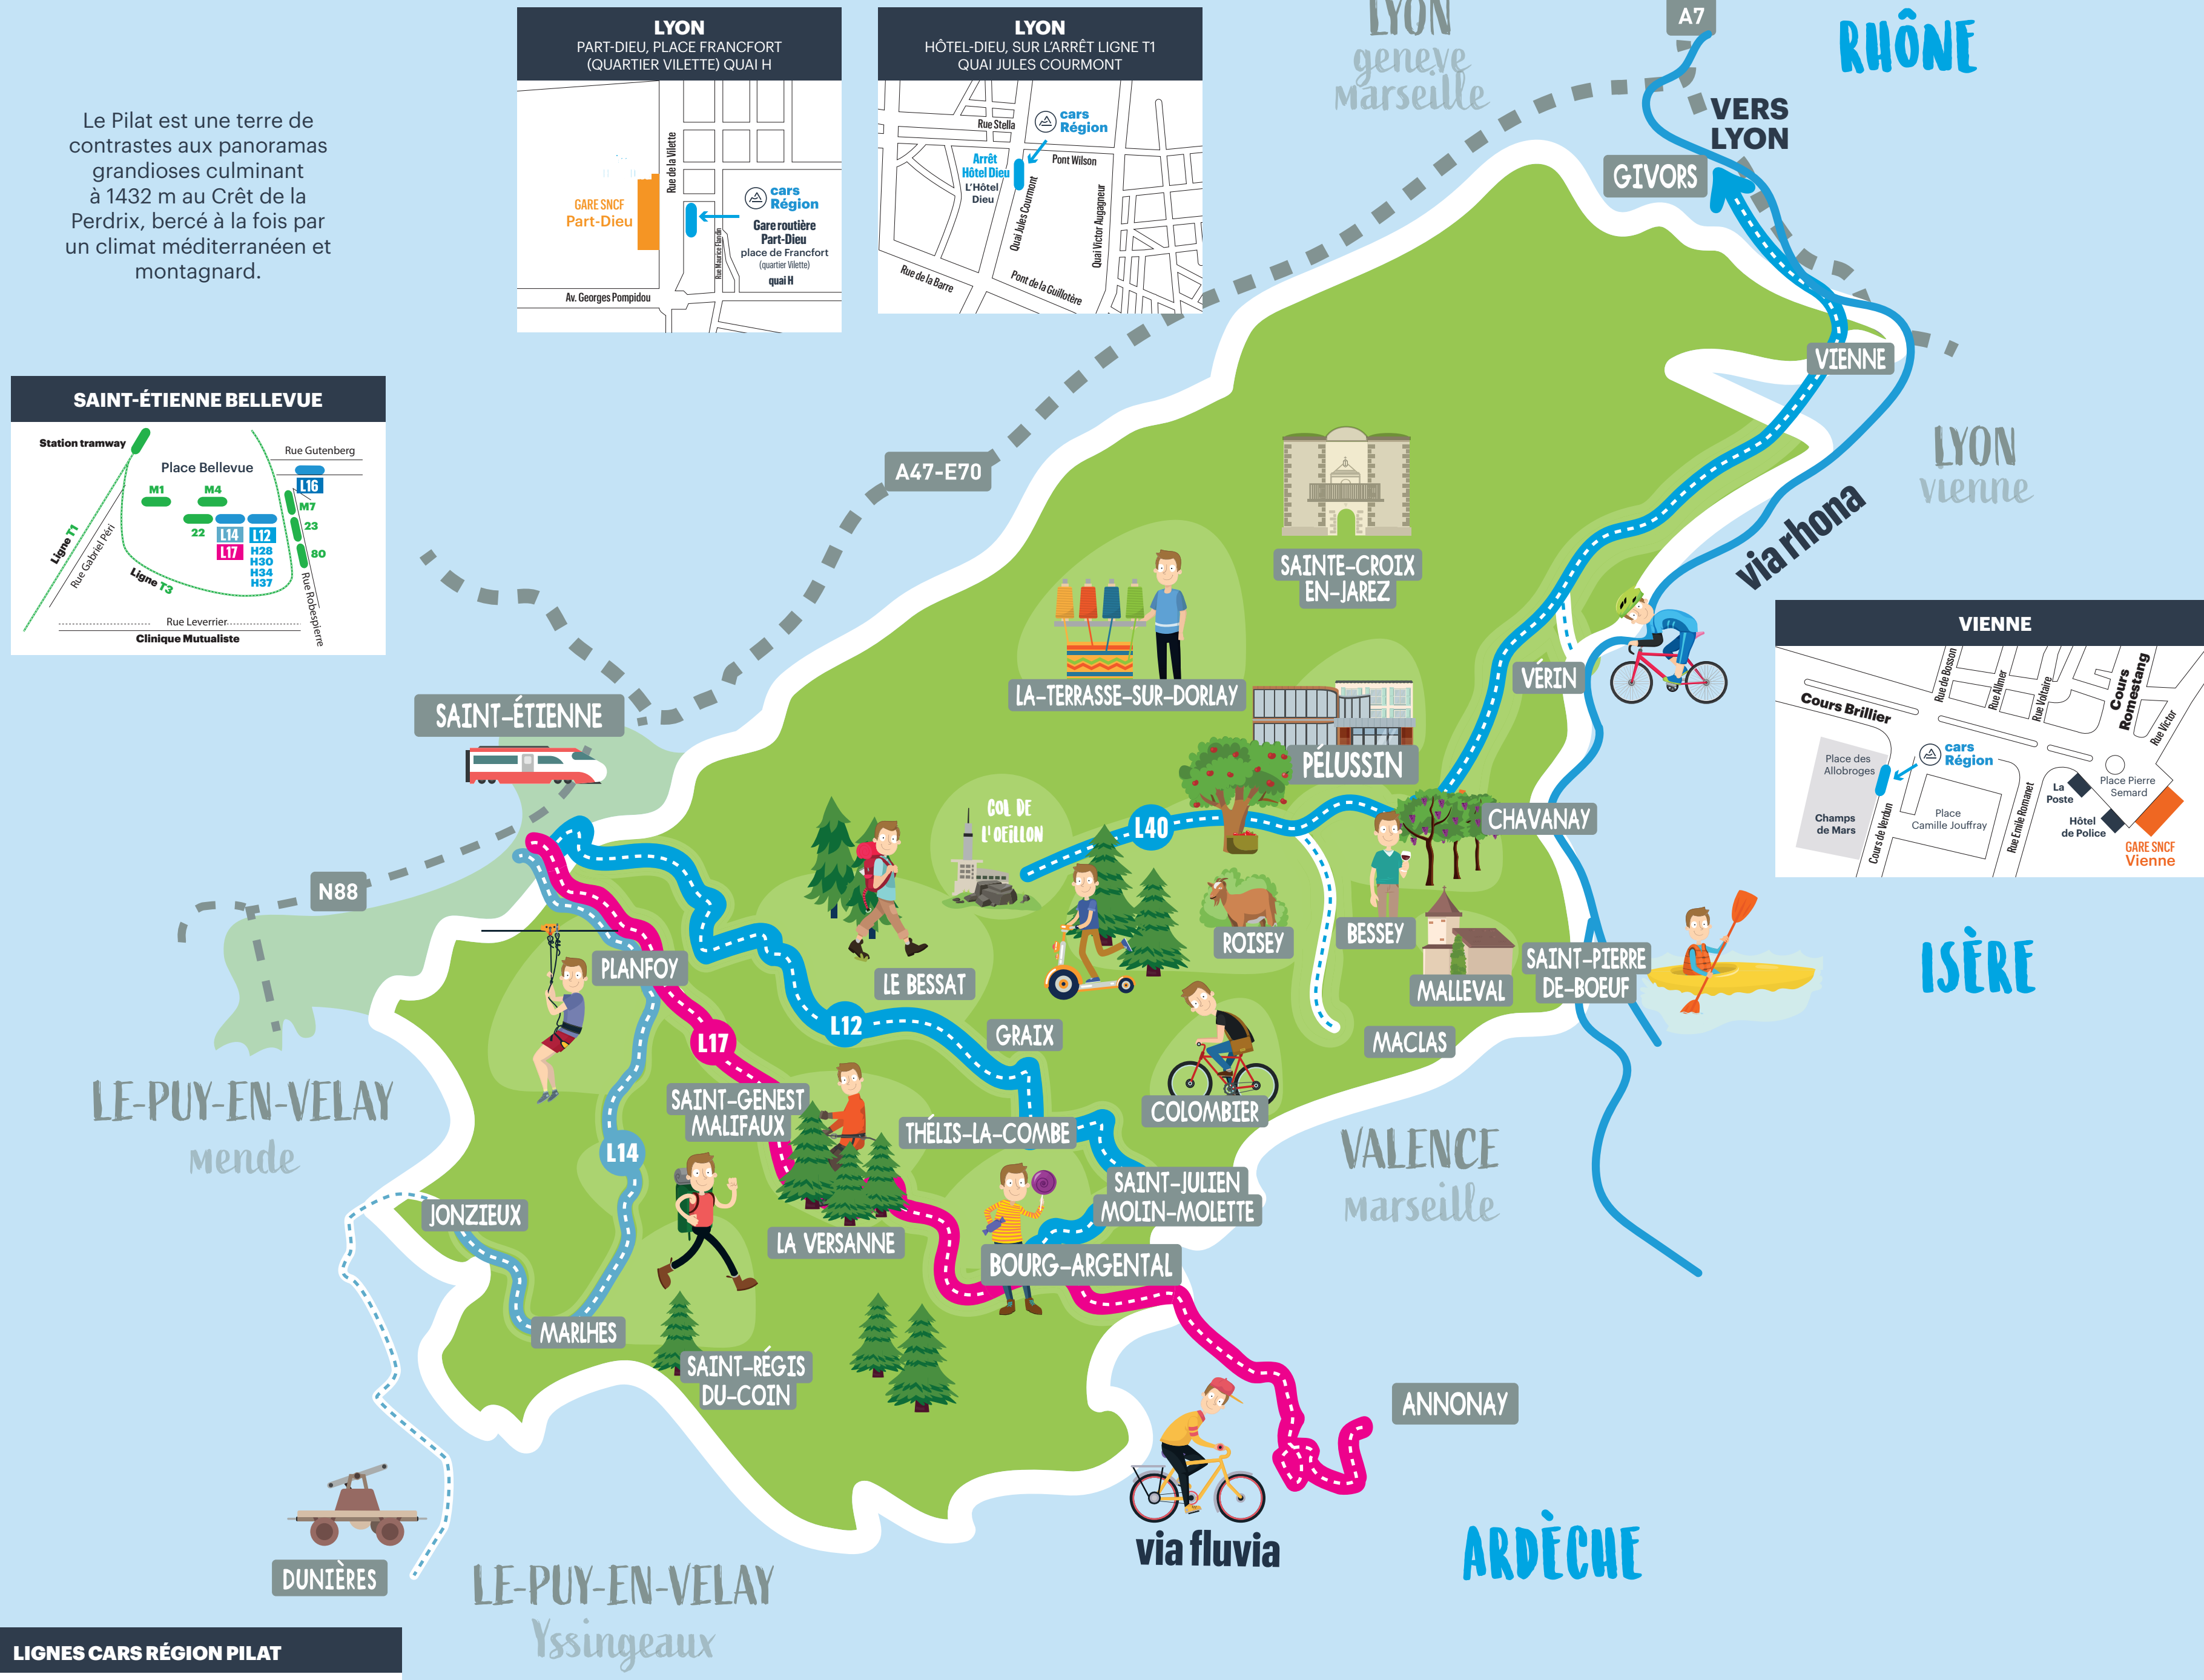 LYON
PART-DIEU, PLACE FRANCFORT
(QUARTIER VILETTE) QUAI H
Rue de la Vilette
GARE SNCF
Part-Dieu
cars
Région
Gare routière
Part-Dieu
place de Francfort
(quartier Vilette)
quai H
Rue Maurice Flandin
Av. Georges Pompidou
LYON
HÔTEL-DIEU, SUR L'ARRÊT LIGNE T1
QUAI JULES COURMONT
Rue Stella
cars
Région
Arrêt
Hôtel Dieu
L'Hôtel
Dieu
Pont Wilson
Quai Jules Courmont
Quai Victor Augagneur
Rue de la Barre
Pont de la Guillotère
LYON
geneve
Marseille
A7
RHÔNE
VERS
LYON
GIVORS
Le Pilat est une terre de
contrastes aux panoramas
grandioses culminant
à 1432 m au Crêt de la
Perdrix, bercé à la fois par
un climat méditerranéen et
montagnard.
VIENNE
SAINT-ÉTIENNE BELLEVUE
Station tramway
Place Bellevue
Rue Gutenberg
L16
M1
M4
M7
22
L14
L12
23
L17
H28
H30
H34
H37
80
Ligne T1
Rue Gabriel Péri
Ligne T3
Rue Robespierre
Rue Leverrier
Clinique Mutualiste
A47-E70
LYON
vienne
via rhona
SAINTE-CROIX
EN-JAREZ
LA-TERRASSE-SUR-DORLAY
VÉRIN
VIENNE
Rue de Bosson
Rue Allmer
Rue Voltaire
Cours
Romestang
Rue Victor
Cours Brillier
Place des
Allobroges
cars
Région
Champs
de Mars
Cours de Verdun
Place
Camille Jouffray
Rue Emile Romanet
La
Poste
Place Pierre
Semard
Hôtel
de Police
GARE SNCF
Vienne
SAINT-ÉTIENNE
PÉLUSSIN
COL DE
L'OEILLON
L40
CHAVANAY
N88
PLANFOY
LE BESSAT
ROISEY
BESSEY
MALLEVAL
SAINT-PIERRE
DE-BOEUF
ISÈRE
L17
L12
GRAIX
MACLAS
LE-PUY-EN-VELAY
Mende
SAINT-GENEST
MALIFAUX
THÉLIS-LA-COMBE
COLOMBIER
L14
VALENCE
Marseille
SAINT-JULIEN
MOLIN-MOLETTE
JONZIEUX
LA VERSANNE
BOURG-ARGENTAL
MARLHES
SAINT-RÉGIS
DU-COIN
ANNONAY
via fluvia
ARDÈCHE
DUNIÈRES
LE-PUY-EN-VELAY
Yssingeaux
LIGNES CARS RÉGION PILAT